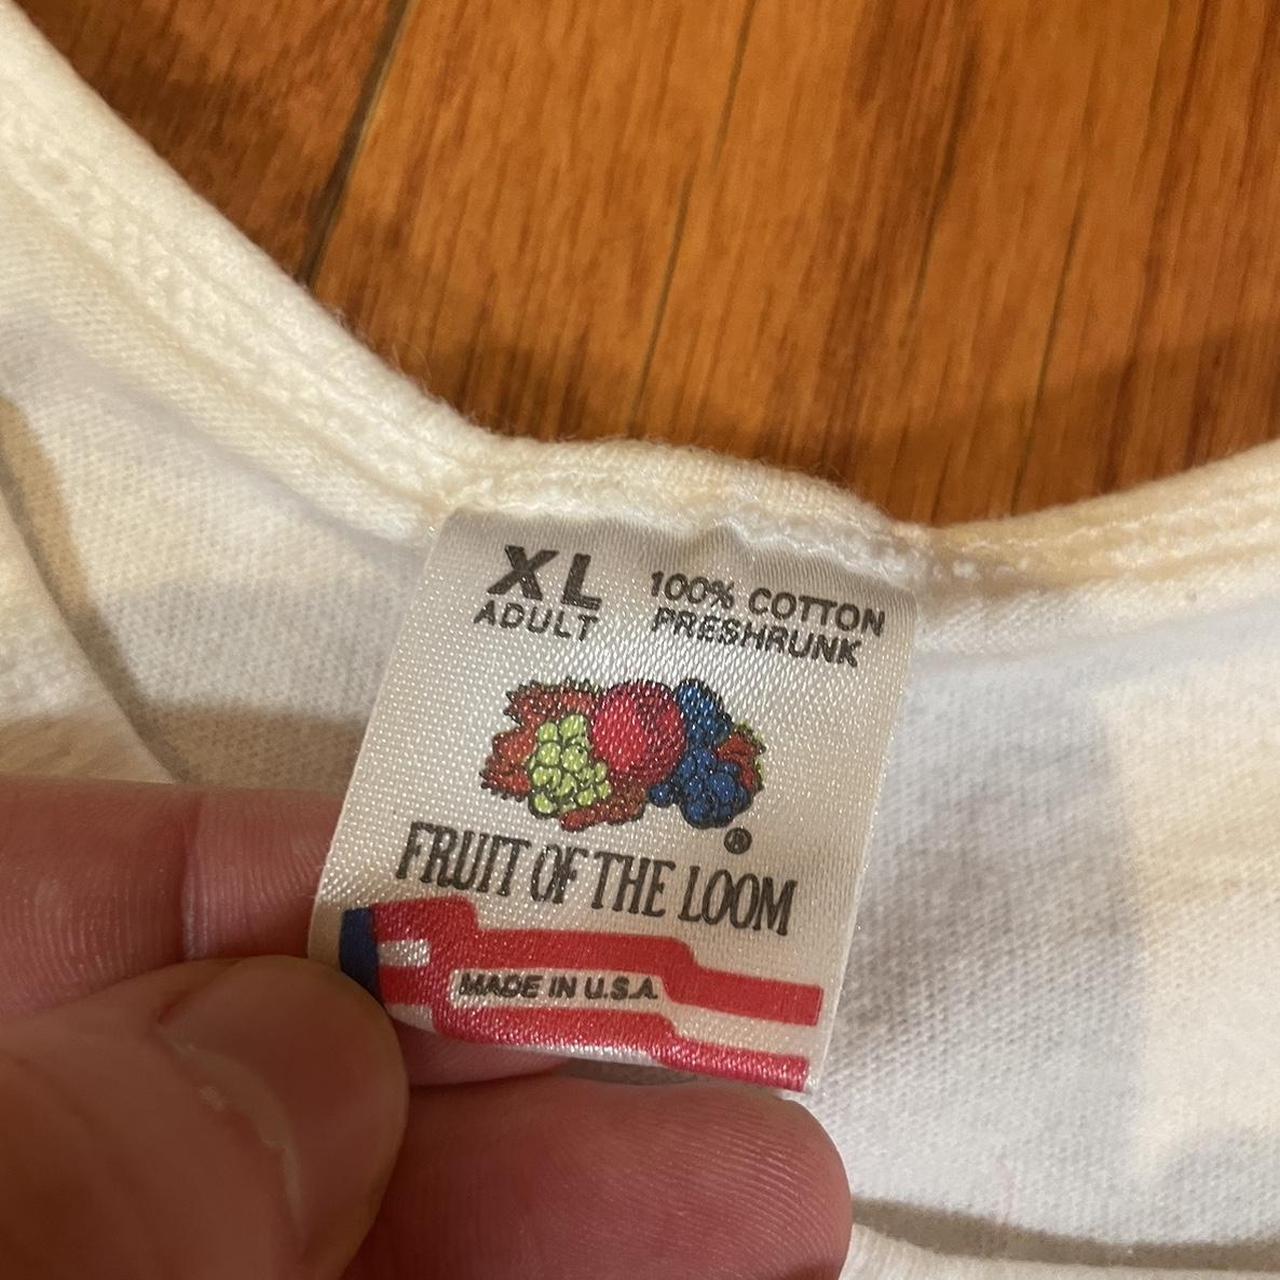 XL
ADULT
100% COTTON
PRESHRUNK
®
FRUIT OF THE LOOM
MADE IN U.S.A.